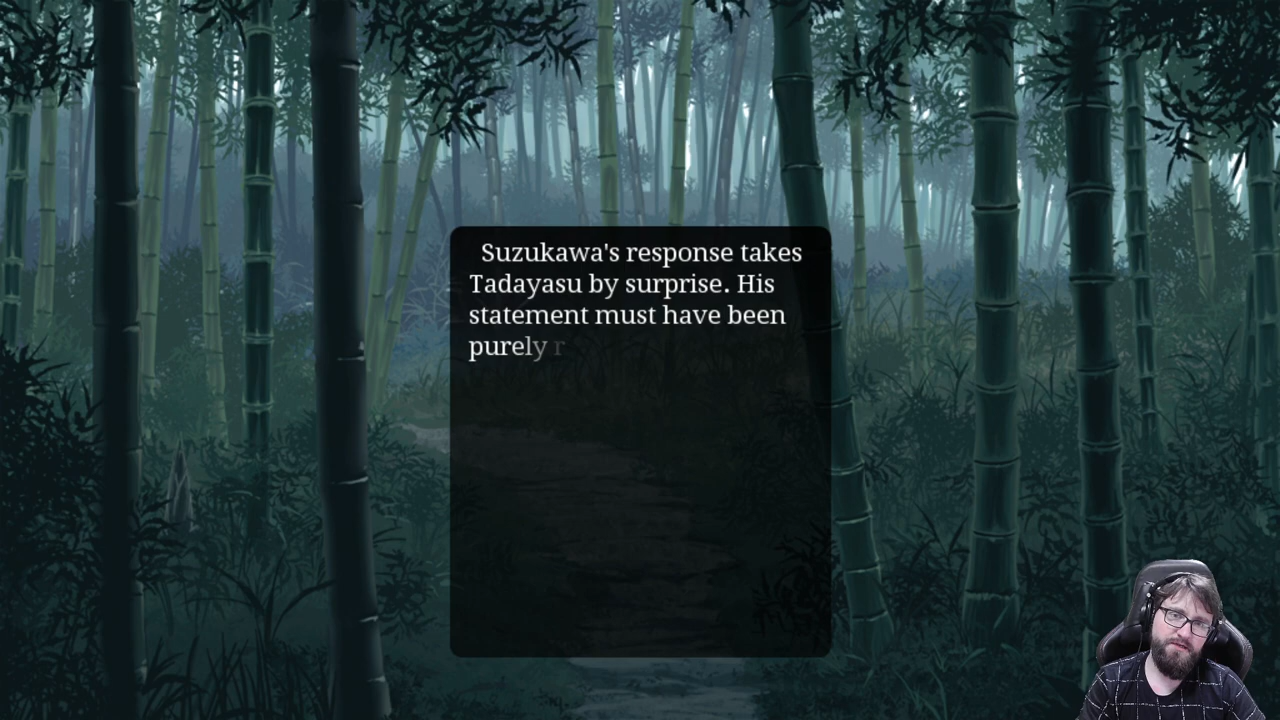 Suzukawa's response takes
Tadayasu by surprise. His
statement must have been
purely r